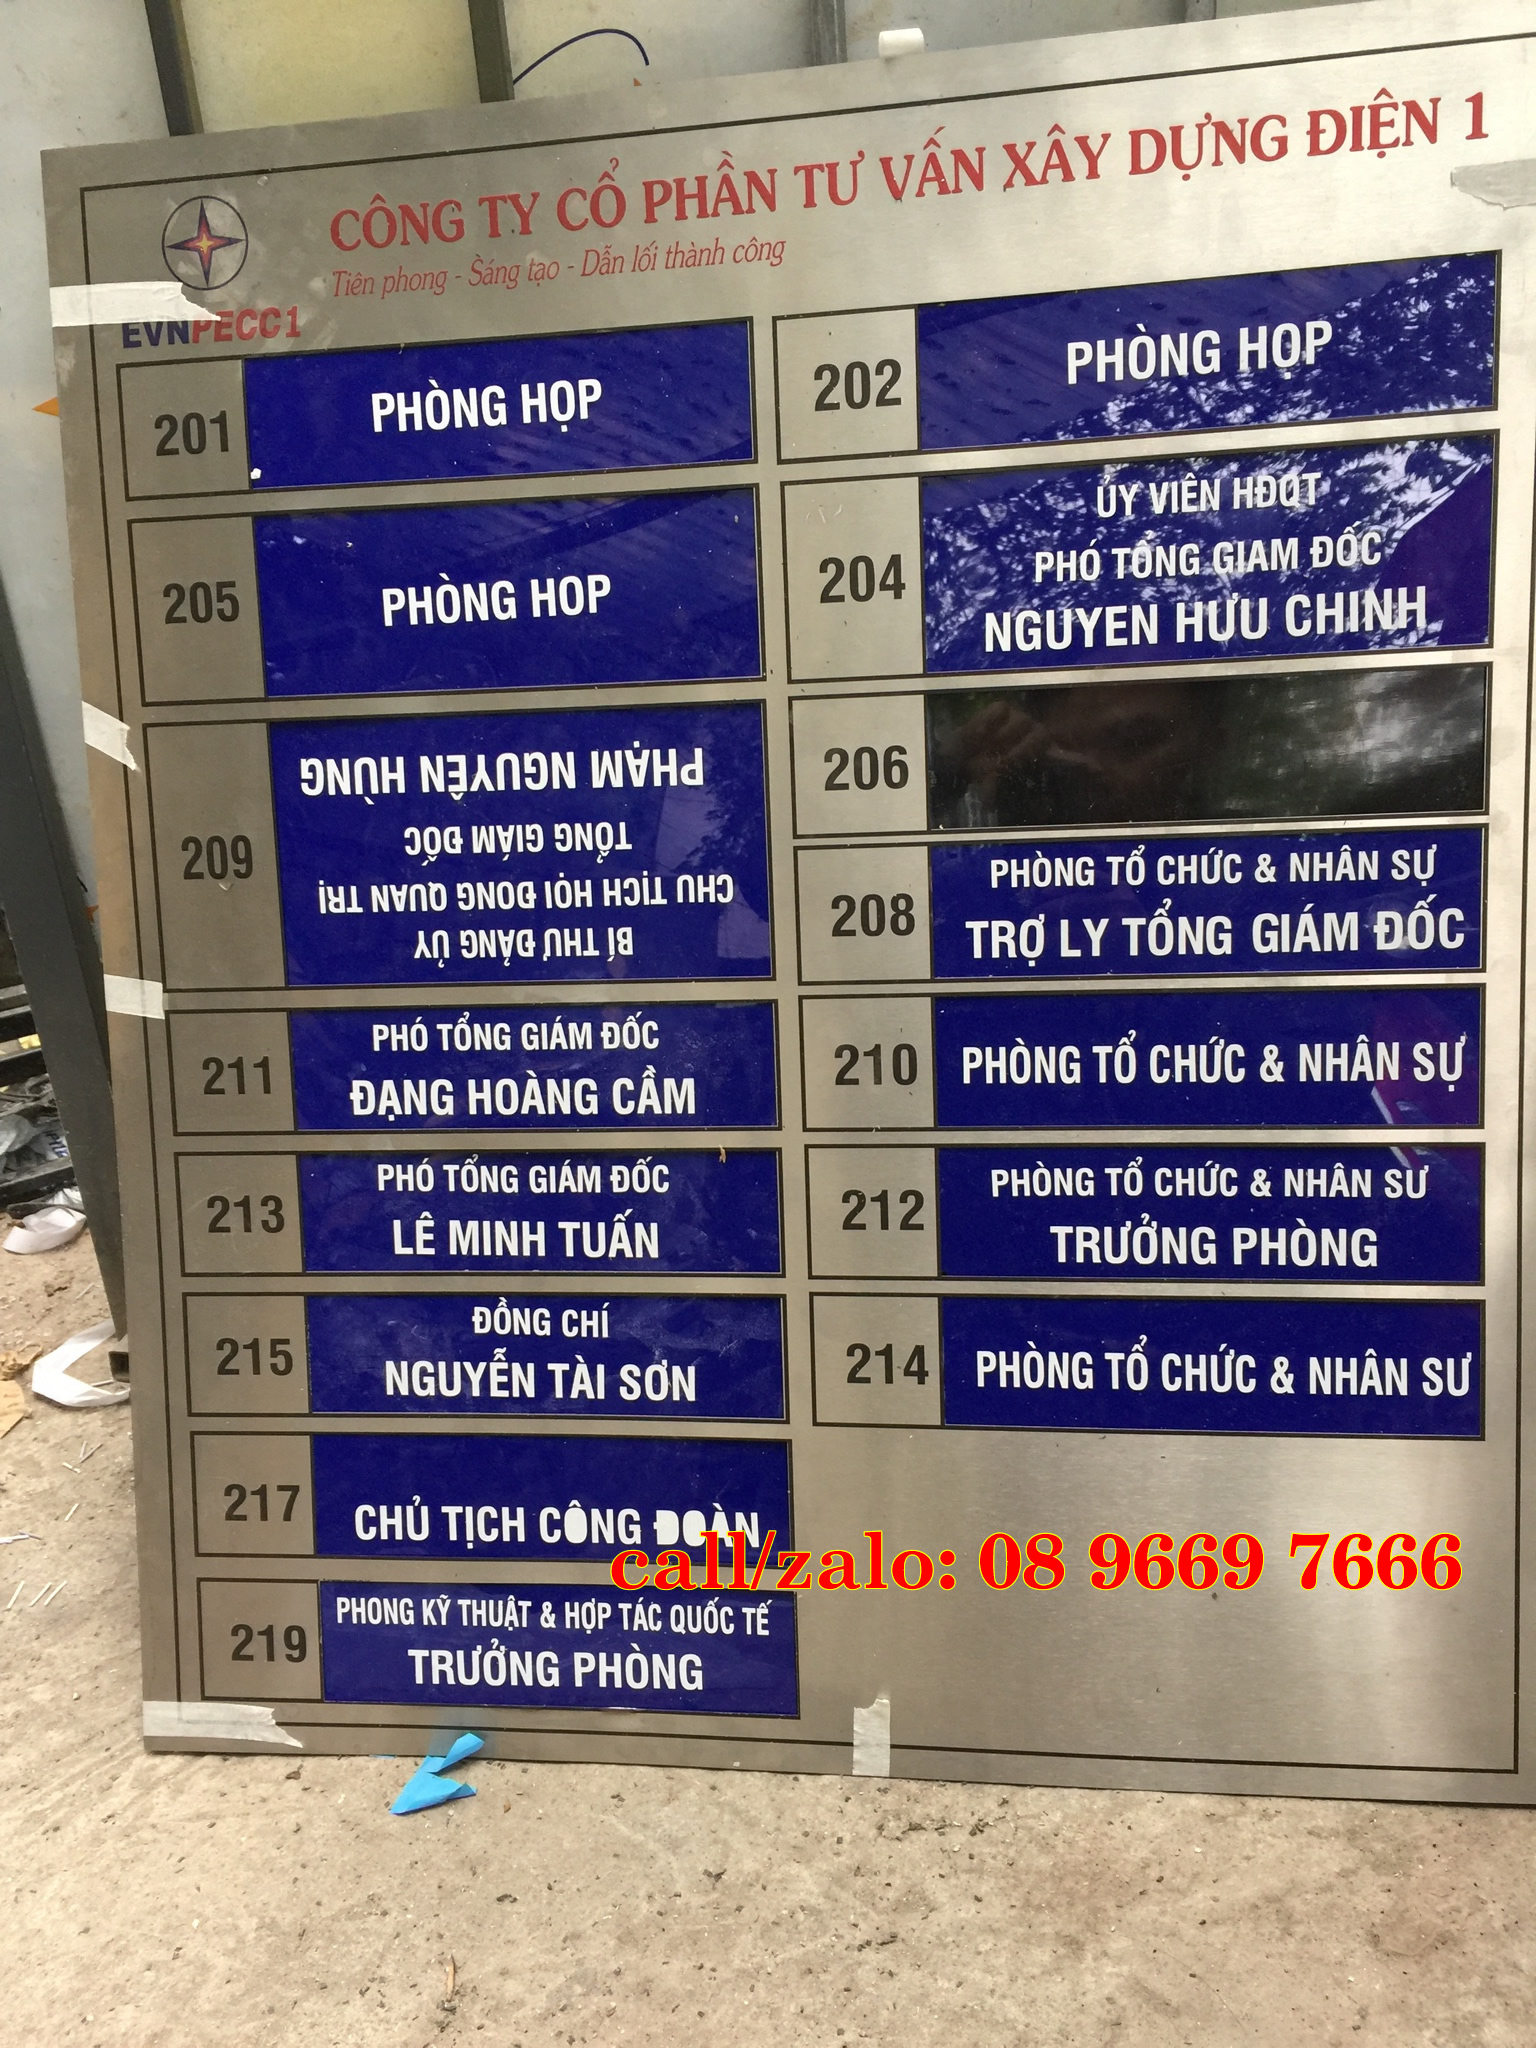 CÔNG TY CỔ PHẦN TƯ VẤN XÂY DỰNG ĐIỆN 1
Tiên phong - Sáng tạo - Dẫn lối thành công
EVNPECC1
201
PHÒNG HỌP
202
PHÒNG HỌP
205
PHÒNG HOP
204
ỦY VIÊN HĐQT
PHÓ TỔNG GIAM ĐỐC
NGUYEN HƯU CHINH
209
BÍ THƯ ĐẢNG ỦY
CHU TỊCH HỘI ĐONG QUAN TRỊ
TỔNG GIÁM ĐỐC
PHẠM NGUYÊN HÙNG
206
208
PHÒNG TỔ CHỨC & NHÂN SỰ
TRỢ LY TỔNG GIÁM ĐỐC
211
PHÓ TỔNG GIÁM ĐỐC
ĐẠNG HOÀNG CẦM
210
PHÒNG TỔ CHỨC & NHÂN SỰ
213
PHÓ TỔNG GIÁM ĐỐC
LÊ MINH TUẤN
212
PHÒNG TỔ CHỨC & NHÂN SƯ
TRƯỞNG PHÒNG
215
ĐỒNG CHÍ
NGUYỄN TÀI SƠN
214
PHÒNG TỔ CHỨC & NHÂN SƯ
217
CHỦ TỊCH CÔNG ĐOÀN
call/zalo: 08 9669 7666
219
PHONG KỸ THUẬT & HỢP TÁC QUỐC TẾ
TRƯỞNG PHÒNG